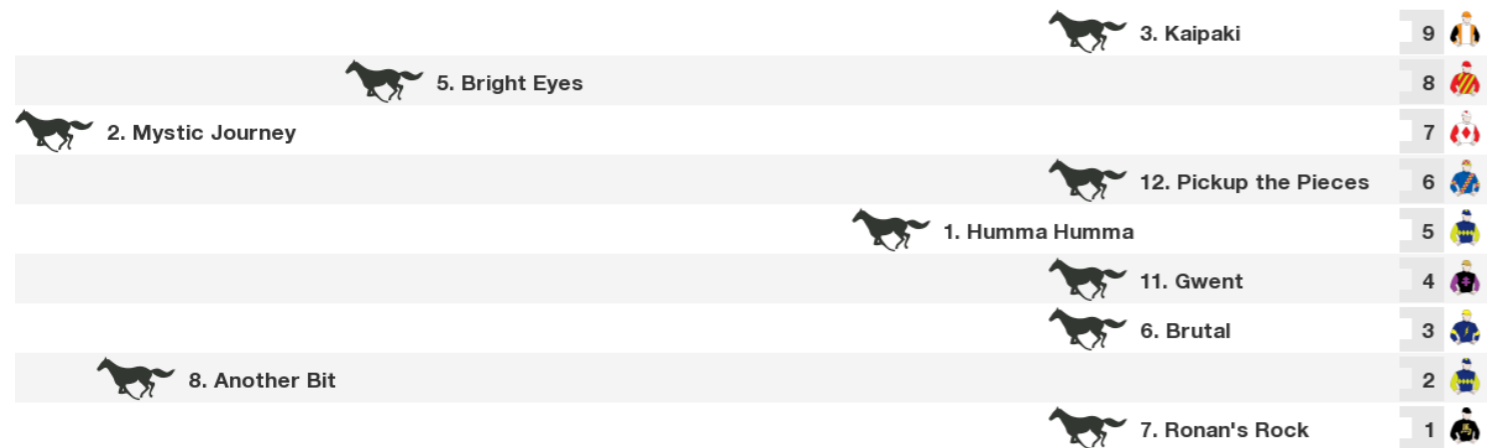 3. Kaipaki 9
5. Bright Eyes 8
2. Mystic Journey 7
12. Pickup the Pieces 6
1. Humma Humma 5
11. Gwent 4
6. Brutal 3
8. Another Bit 2
7. Ronan's Rock 1